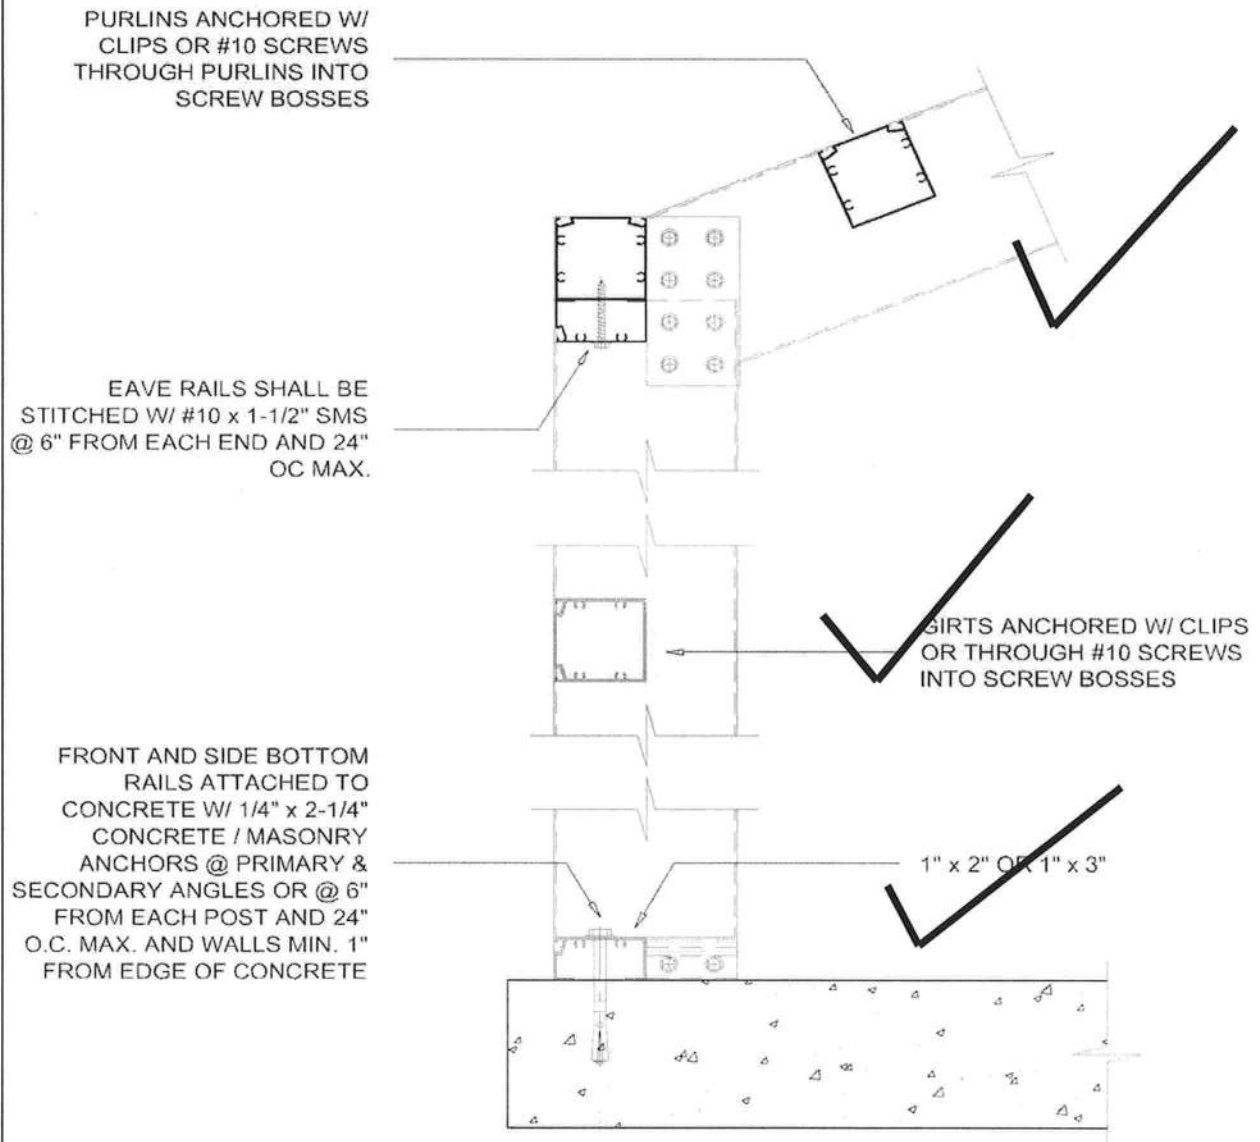 PURLINS ANCHORED W/
CLIPS OR #10 SCREWS
THROUGH PURLINS INTO
SCREW BOSSES
EAVE RAILS SHALL BE
STITCHED W/ #10 x 1-1/2" SMS
@ 6" FROM EACH END AND 24"
OC MAX.
GIRTS ANCHORED W/ CLIPS
OR THROUGH #10 SCREWS
INTO SCREW BOSSES
FRONT AND SIDE BOTTOM
RAILS ATTACHED TO
CONCRETE W/ 1/4" x 2-1/4"
CONCRETE / MASONRY
ANCHORS @ PRIMARY &
SECONDARY ANGLES OR @ 6"
FROM EACH POST AND 24"
O.C. MAX. AND WALLS MIN. 1"
FROM EDGE OF CONCRETE
1" x 2" OR 1" x 3"